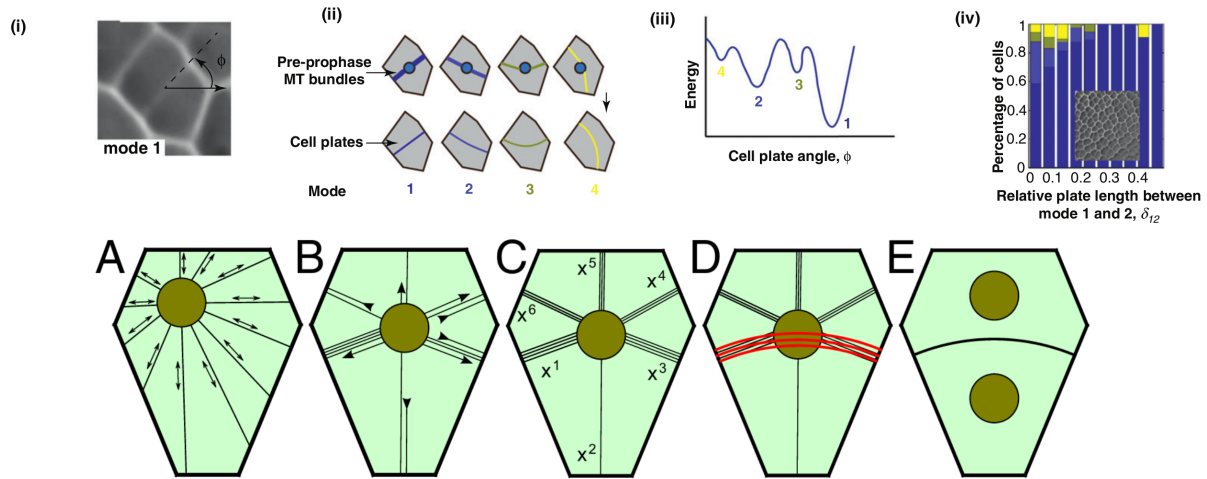 (i)
ϕ
mode 1
(ii)
Pre-prophase
MT bundles
Cell plates
Mode
1 2 3 4
(iii)
Energy
4
2
3
1
Cell plate angle, ϕ
(iv)
Percentage of cells
1
0.8
0.6
0.4
0.2
0
0 0.1 0.2 0.3 0.4
Relative plate length between
mode 1 and 2, δ12
A
B
C
x5
x4
x6
x1
x3
x2
D
E